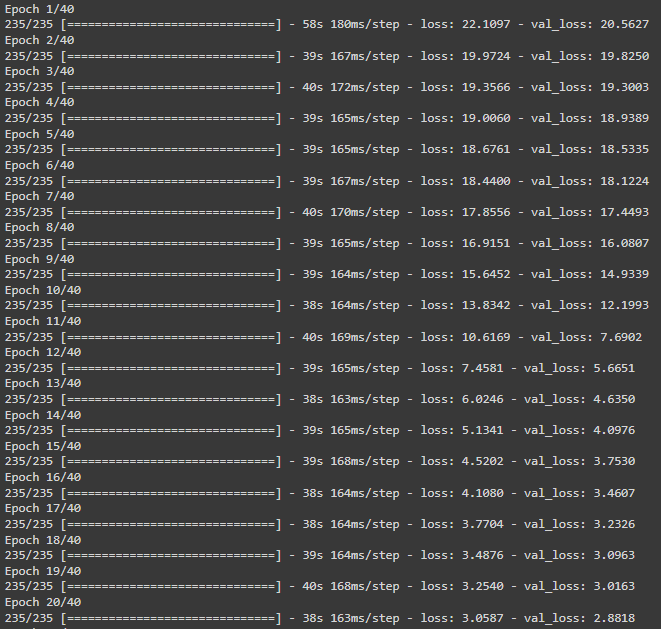 Epoch 1/40
235/235 [==============================] - 58s 180ms/step - loss: 22.1097 - val_loss: 20.5627
Epoch 2/40
235/235 [==============================] - 39s 167ms/step - loss: 19.9724 - val_loss: 19.8250
Epoch 3/40
235/235 [==============================] - 40s 172ms/step - loss: 19.3566 - val_loss: 19.3003
Epoch 4/40
235/235 [==============================] - 39s 165ms/step - loss: 19.0060 - val_loss: 18.9389
Epoch 5/40
235/235 [==============================] - 39s 165ms/step - loss: 18.6761 - val_loss: 18.5335
Epoch 6/40
235/235 [==============================] - 39s 167ms/step - loss: 18.4400 - val_loss: 18.1224
Epoch 7/40
235/235 [==============================] - 40s 170ms/step - loss: 17.8556 - val_loss: 17.4493
Epoch 8/40
235/235 [==============================] - 39s 165ms/step - loss: 16.9151 - val_loss: 16.0807
Epoch 9/40
235/235 [==============================] - 39s 164ms/step - loss: 15.6452 - val_loss: 14.9339
Epoch 10/40
235/235 [==============================] - 38s 164ms/step - loss: 13.8342 - val_loss: 12.1993
Epoch 11/40
235/235 [==============================] - 40s 169ms/step - loss: 10.6169 - val_loss: 7.6902
Epoch 12/40
235/235 [==============================] - 39s 165ms/step - loss: 7.4581 - val_loss: 5.6651
Epoch 13/40
235/235 [==============================] - 38s 163ms/step - loss: 6.0246 - val_loss: 4.6350
Epoch 14/40
235/235 [==============================] - 39s 165ms/step - loss: 5.1341 - val_loss: 4.0976
Epoch 15/40
235/235 [==============================] - 39s 168ms/step - loss: 4.5202 - val_loss: 3.7530
Epoch 16/40
235/235 [==============================] - 38s 164ms/step - loss: 4.1080 - val_loss: 3.4607
Epoch 17/40
235/235 [==============================] - 38s 164ms/step - loss: 3.7704 - val_loss: 3.2326
Epoch 18/40
235/235 [==============================] - 39s 164ms/step - loss: 3.4876 - val_loss: 3.0963
Epoch 19/40
235/235 [==============================] - 40s 168ms/step - loss: 3.2540 - val_loss: 3.0163
Epoch 20/40
235/235 [==============================] - 38s 163ms/step - loss: 3.0587 - val_loss: 2.8818